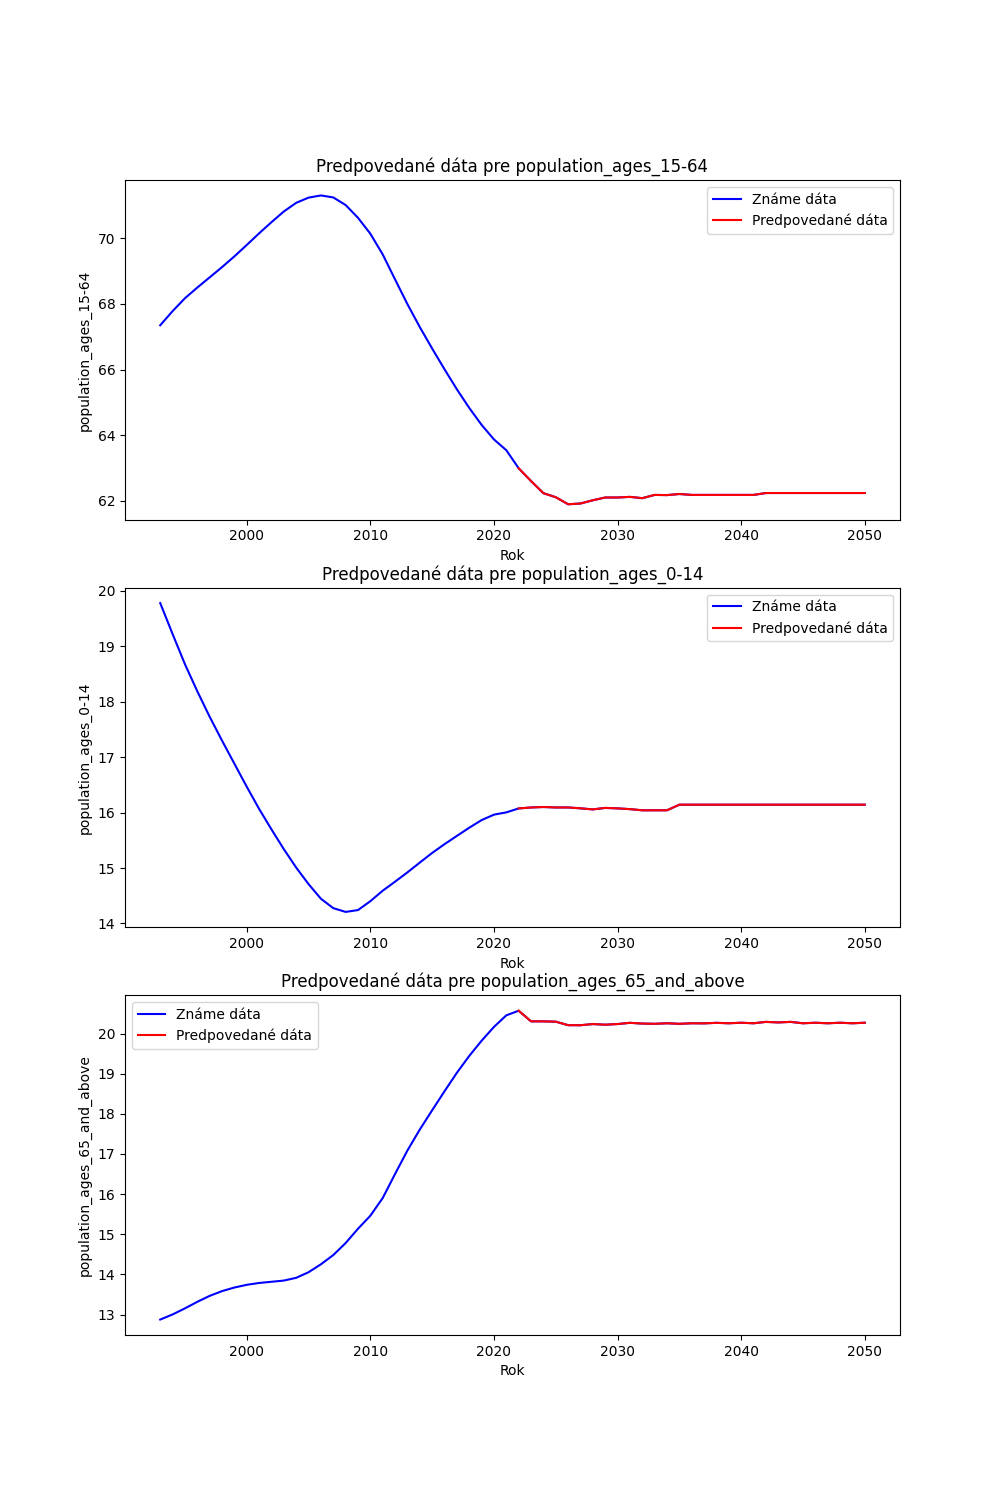 Predpovedané dáta pre population_ages_15-64
Známe dáta
Predpovedané dáta
population_ages_15-64
70
68
66
64
62
2000 2010 2020 2030 2040 2050
Rok
Predpovedané dáta pre population_ages_0-14
Známe dáta
Predpovedané dáta
population_ages_0-14
20
19
18
17
16
15
14
2000 2010 2020 2030 2040 2050
Rok
Predpovedané dáta pre population_ages_65_and_above
Známe dáta
Predpovedané dáta
population_ages_65_and_above
20
19
18
17
16
15
14
13
2000 2010 2020 2030 2040 2050
Rok